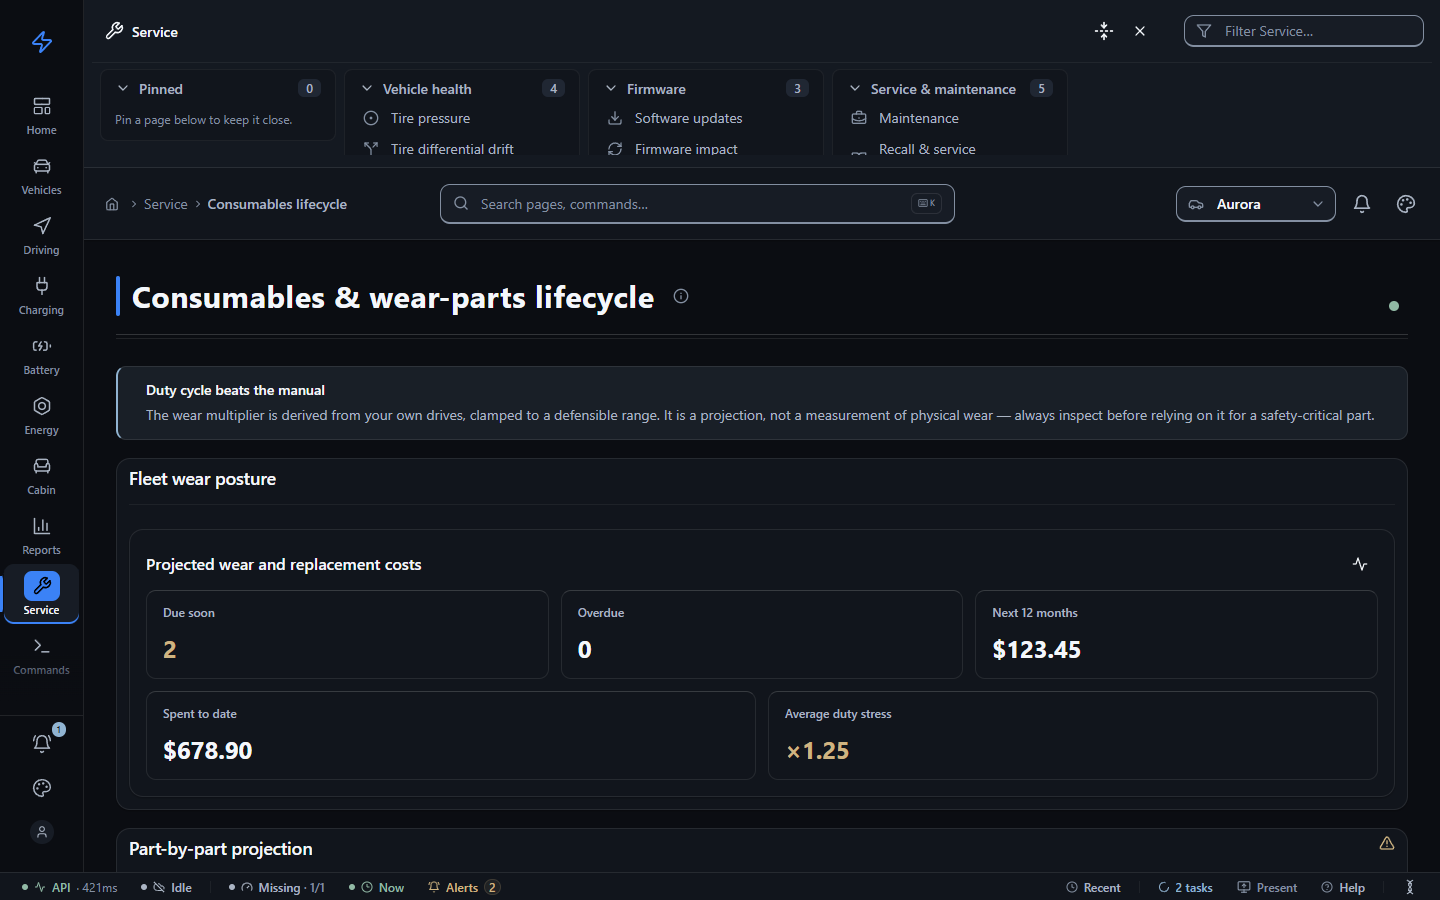 Service
Filter Service...
Pinned 0
Pin a page below to keep it close.
Vehicle health 4
Tire pressure
Tire differential drift
Firmware 3
Software updates
Firmware impact
Service & maintenance 5
Maintenance
Recall & service
Home
Vehicles
Driving
Charging
Battery
Energy
Cabin
Reports
Service
Commands
1
Service
Consumables lifecycle
Search pages, commands...
K
Aurora
Consumables & wear-parts lifecycle
Duty cycle beats the manual
The wear multiplier is derived from your own drives, clamped to a defensible range. It is a projection, not a measurement of physical wear — always inspect before relying on it for a safety-critical part.
Fleet wear posture
Projected wear and replacement costs
Due soon
2
Overdue
0
Next 12 months
$123.45
Spent to date
$678.90
Average duty stress
×1.25
Part-by-part projection
API · 421ms
Idle
Missing · 1/1
Now
Alerts 2
Recent
2 tasks
Present
Help